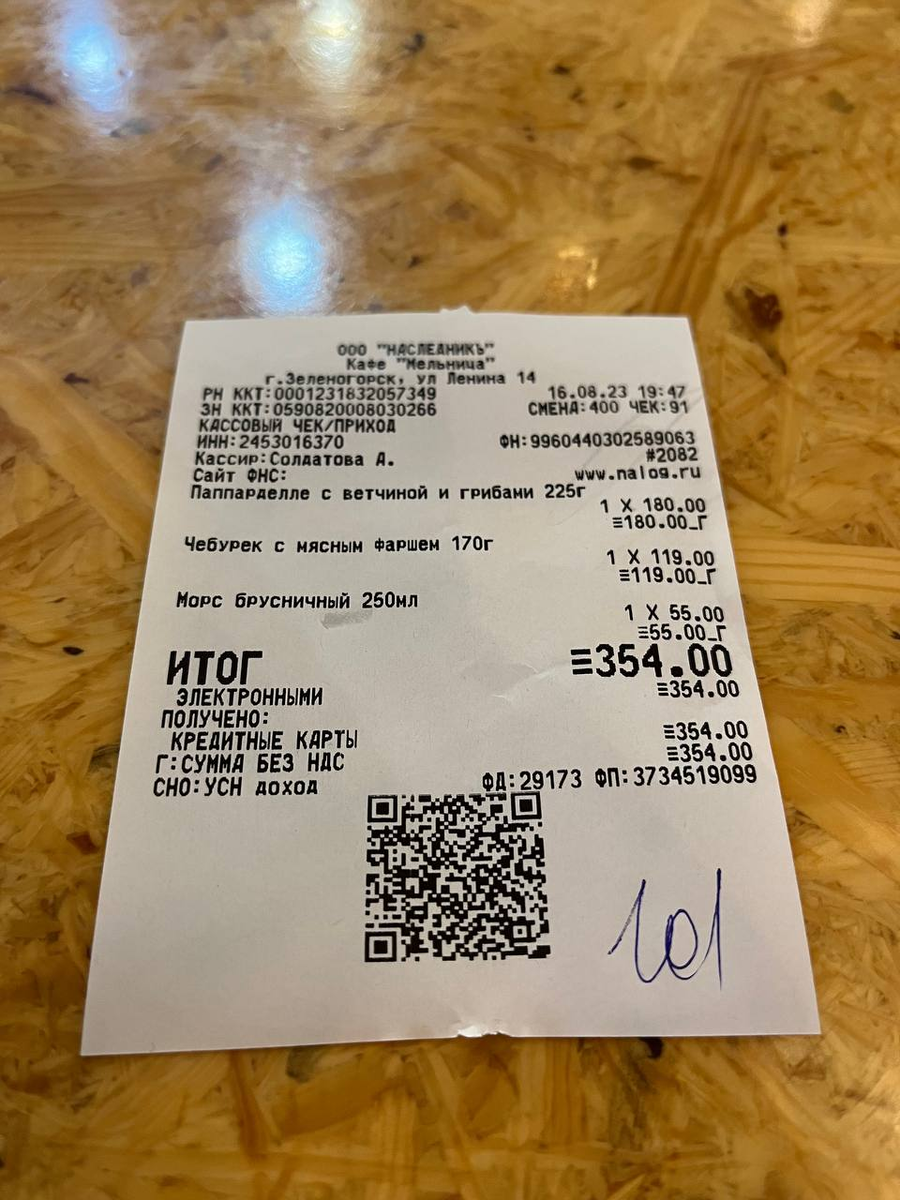 ООО "НАСЛЕДНИКЪ"
Кафе "Мельница"
г.Зеленогорск, ул Ленина 14
РН ККТ:0001231832057349 16.08.23 19:47
ЗН ККТ:0590820008030266 СМЕНА:400 ЧЕК:91
КАССОВЫЙ ЧЕК/ПРИХОД
ИНН:2453016370 ФН:9960440302589063
Кассир:Солдатова А. #2082
Сайт ФНС: www.nalog.ru
Паппарделле с ветчиной и грибами 225г
1 X 180.00
≡180.00_Г
Чебурек с мясным фаршем 170г
1 X 119.00
≡119.00_Г
Морс брусничный 250мл
1 X 55.00
≡55.00_Г
ИТОГ ≡354.00
ЭЛЕКТРОННЫМИ ≡354.00
ПОЛУЧЕНО:
КРЕДИТНЫЕ КАРТЫ ≡354.00
Г:СУММА БЕЗ НДС ≡354.00
СНО:УСН доход ФД:29173 ФП:3734519099
101